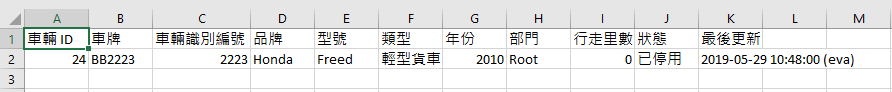 A B C D E F G H I J K L M
1 車輛 ID 車牌 車輛識別編號 品牌 型號 類型 年份 部門 行走里數 狀態 最後更新
2 24 BB2223 2223 Honda Freed 輕型貨車 2010 Root 0 已停用 2019-05-29 10:48:00 (eva)
3